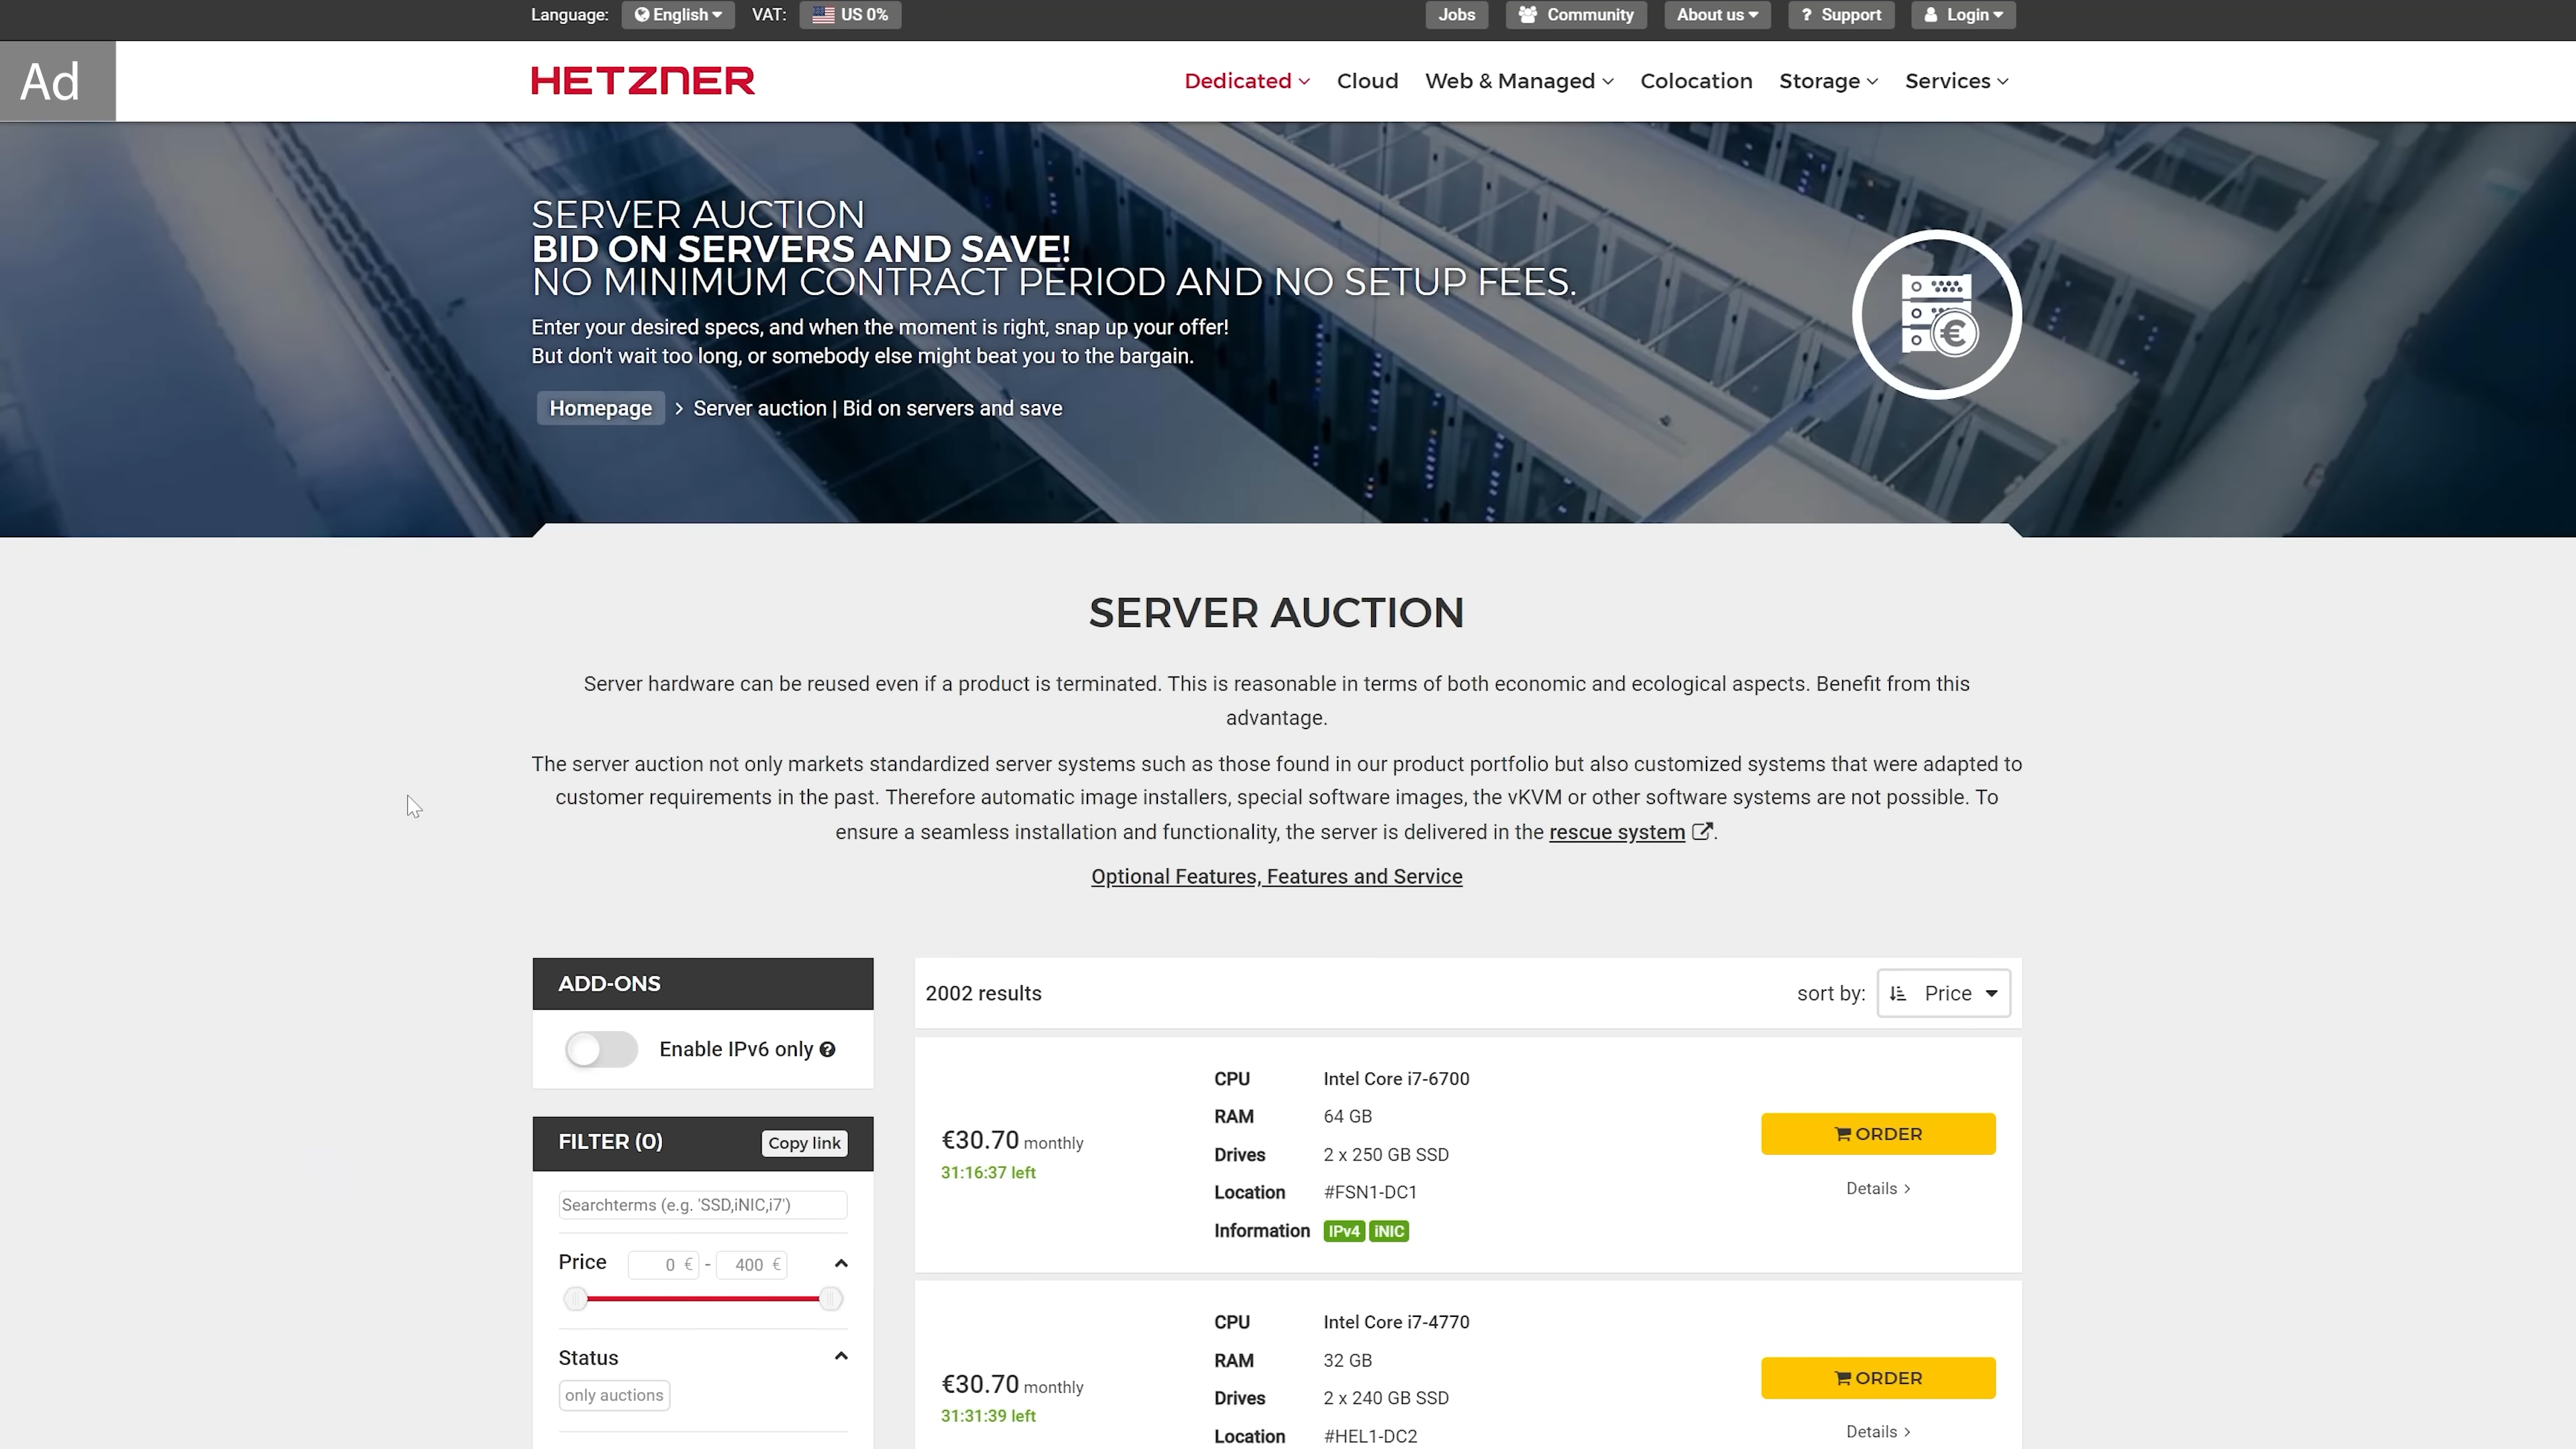 Language: English VAT: US 0% Jobs Community About us ? Support Login
Ad
HETZNER Dedicated Cloud Web & Managed Colocation Storage Services
SERVER AUCTION
BID ON SERVERS AND SAVE!
NO MINIMUM CONTRACT PERIOD AND NO SETUP FEES.
Enter your desired specs, and when the moment is right, snap up your offer!
But don't wait too long, or somebody else might beat you to the bargain.
Homepage > Server auction | Bid on servers and save
SERVER AUCTION
Server hardware can be reused even if a product is terminated. This is reasonable in terms of both economic and ecological aspects. Benefit from this
advantage.
The server auction not only markets standardized server systems such as those found in our product portfolio but also customized systems that were adapted to
customer requirements in the past. Therefore automatic image installers, special software images, the vKVM or other software systems are not possible. To
ensure a seamless installation and functionality, the server is delivered in the rescue system.
Optional Features, Features and Service
ADD-ONS
Enable IPv6 only ?
FILTER (0) Copy link
Searchterms (e.g. 'SSD,iNIC,i7')
Price 0 € - 400 €
Status
only auctions
2002 results sort by: Price
€30.70 monthly
31:16:37 left
CPU Intel Core i7-6700
RAM 64 GB
Drives 2 x 250 GB SSD
Location #FSN1-DC1
Information IPv4 iNIC
ORDER
Details >
€30.70 monthly
31:31:39 left
CPU Intel Core i7-4770
RAM 32 GB
Drives 2 x 240 GB SSD
Location #HEL1-DC2
ORDER
Details >